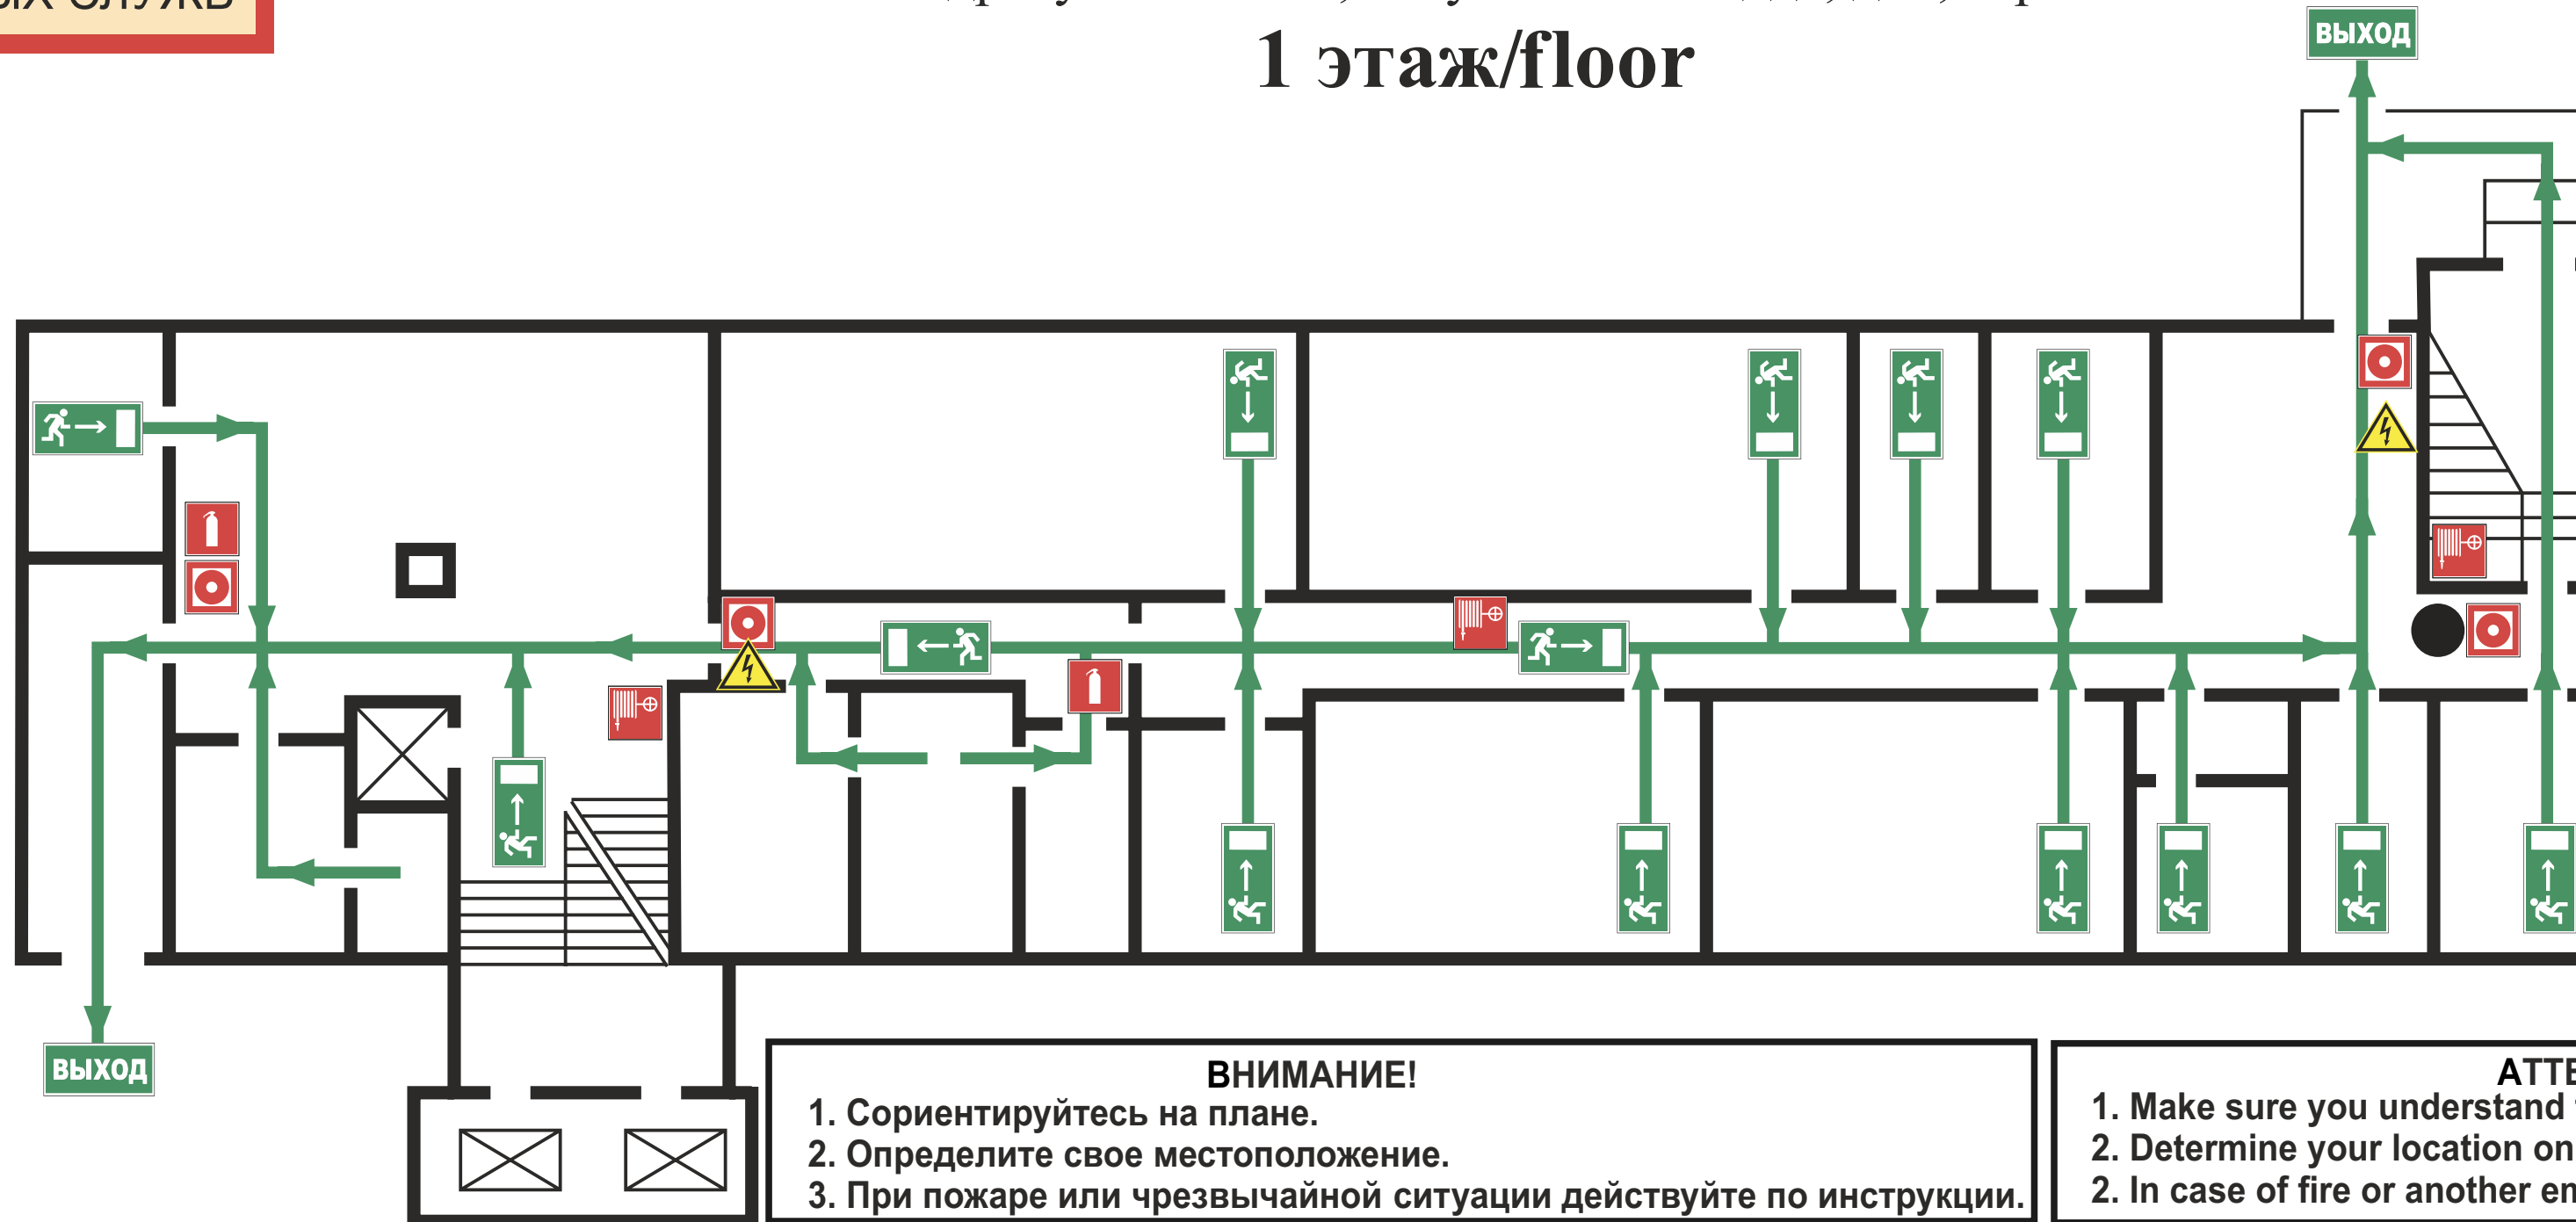 СЛУЖБ
1 этаж/floor
ВЫХОД
ВЫХОД
ВНИМАНИЕ!
1. Сориентируйтесь на плане.
2. Определите свое местоположение.
3. При пожаре или чрезвычайной ситуации действуйте по инструкции.
1. Make sure you understand
2. Determine your location on
2. In case of fire or another